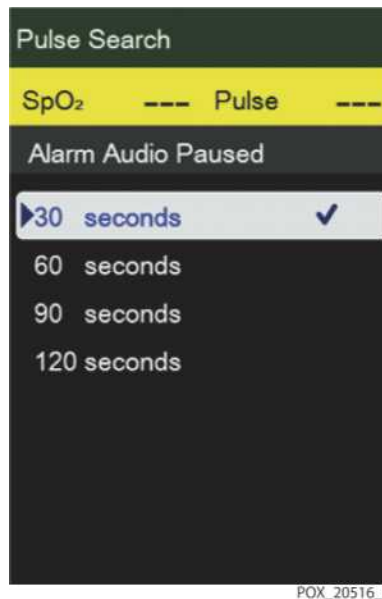 Pulse Search
SpO₂ --- Pulse ---
Alarm Audio Paused
30 seconds ✓
60 seconds
90 seconds
120 seconds
POX_20516_